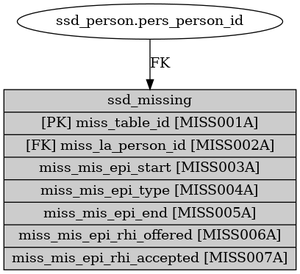 ssd_person.pers_person_id
FK
ssd_missing
[PK] miss_table_id [MISS001A]
[FK] miss_la_person_id [MISS002A]
miss_mis_epi_start [MISS003A]
miss_mis_epi_type [MISS004A]
miss_mis_epi_end [MISS005A]
miss_mis_epi_rhi_offered [MISS006A]
miss_mis_epi_rhi_accepted [MISS007A]